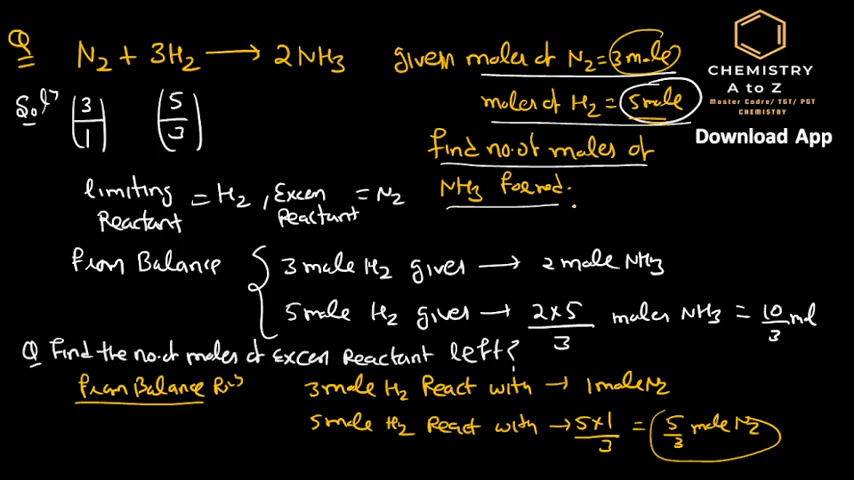 Q N₂ + 3H₂ → 2NH₃ given moles of N₂ = 3 mole
moles of H₂ = 5 mole
find no. of moles of
NH₃ formed.
CHEMISTRY
A to Z
Master Cadre/ TGT/ PGT
CHEMISTRY
Download App
Solⁿ (3/1) (5/3)
limiting Reactant = H₂, Excess Reactant = N₂
from Balance { 3 mole H₂ gives → 2 mole NH₃
5 mole H₂ gives → 2×5/3 moles NH₃ = 10/3 mol
Q Find the no. of moles of Excess Reactant left?
from Balance Rxⁿ 3 mole H₂ React with → 1 mole N₂
5 mole H₂ React with → 5×1/3 = 5/3 mole N₂